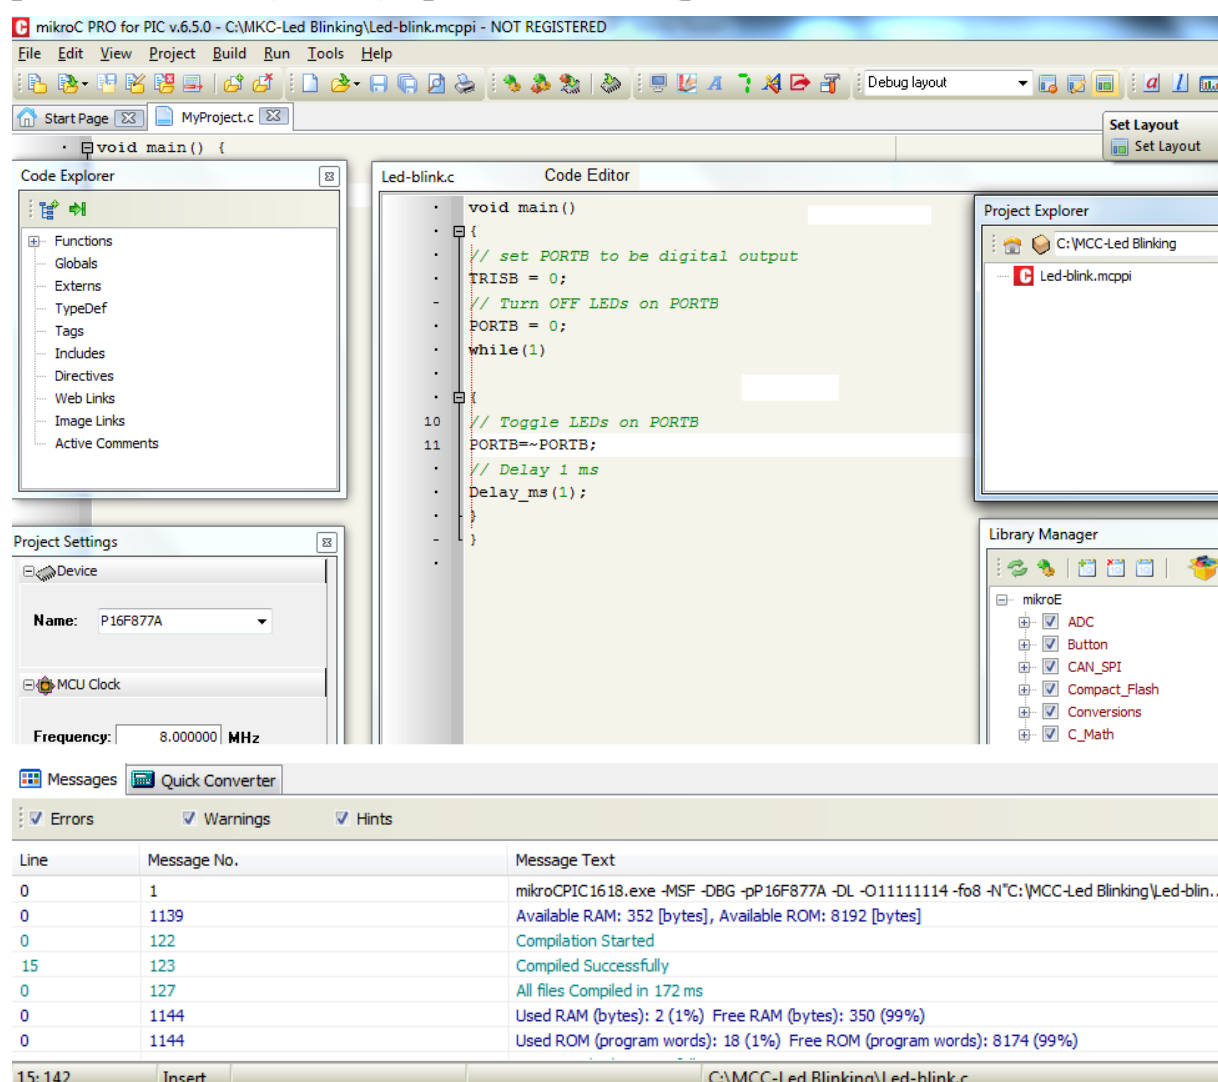 mikroC PRO for PIC v.6.5.0 - C:\MKC-Led Blinking\Led-blink.mcppi - NOT REGISTERED
File Edit View Project Build Run Tools Help
Debug layout
Start Page MyProject.c
Set Layout
Set Layout
void main() {
Code Explorer
Functions
Globals
Externs
TypeDef
Tags
Includes
Directives
Web Links
Image Links
Active Comments
Led-blink.c Code Editor
void main()
{
// set PORTB to be digital output
TRISB = 0;
// Turn OFF LEDs on PORTB
PORTB = 0;
while(1)
{
10 // Toggle LEDs on PORTB
11 PORTB=~PORTB;
// Delay 1 ms
Delay_ms(1);
}
}
Project Explorer
C:\MCC-Led Blinking
Led-blink.mcppi
Project Settings
Device
Name: P16F877A
MCU Clock
Frequency: 8.000000 MHz
Library Manager
mikroE
ADC
Button
CAN_SPI
Compact_Flash
Conversions
C_Math
Messages Quick Converter
Errors Warnings Hints
Line Message No. Message Text
0 1 mikroCPIC1618.exe -MSF -DBG -pP16F877A -DL -O11111114 -fo8 -N"C:\MCC-Led Blinking\Led-blin...
0 1139 Available RAM: 352 [bytes], Available ROM: 8192 [bytes]
0 122 Compilation Started
15 123 Compiled Successfully
0 127 All files Compiled in 172 ms
0 1144 Used RAM (bytes): 2 (1%) Free RAM (bytes): 350 (99%)
0 1144 Used ROM (program words): 18 (1%) Free ROM (program words): 8174 (99%)
15: 142 Insert C:\MCC-Led Blinking\Led-blink.c